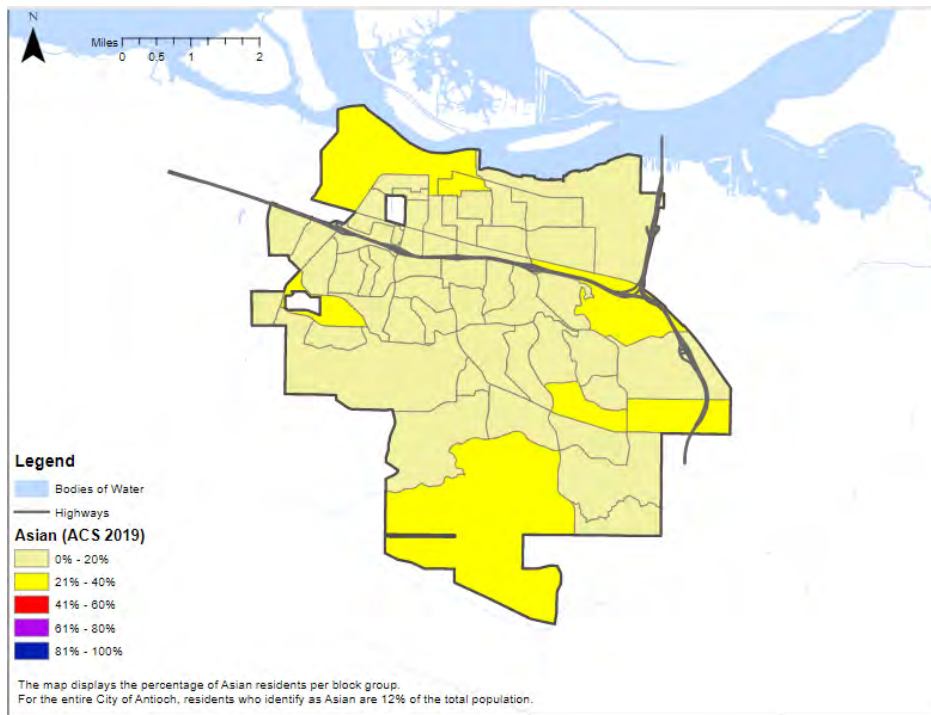 N
Miles
0 0.5 1 2
Legend
Bodies of Water
Highways
Asian (ACS 2019)
0% - 20%
21% - 40%
41% - 60%
61% - 80%
81% - 100%
The map displays the percentage of Asian residents per block group.
For the entire City of Antioch, residents who identify as Asian are 12% of the total population.